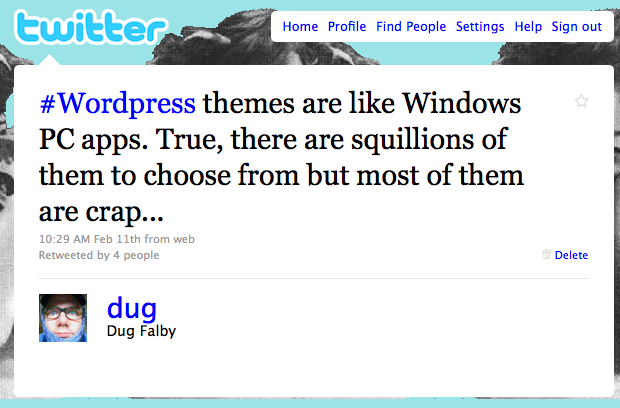 twitter
Home Profile Find People Settings Help Sign out
#Wordpress themes are like Windows
PC apps. True, there are squillions of
them to choose from but most of them
are crap...
10:29 AM Feb 11th from web
Retweeted by 4 people
Delete
dug
Dug Falby